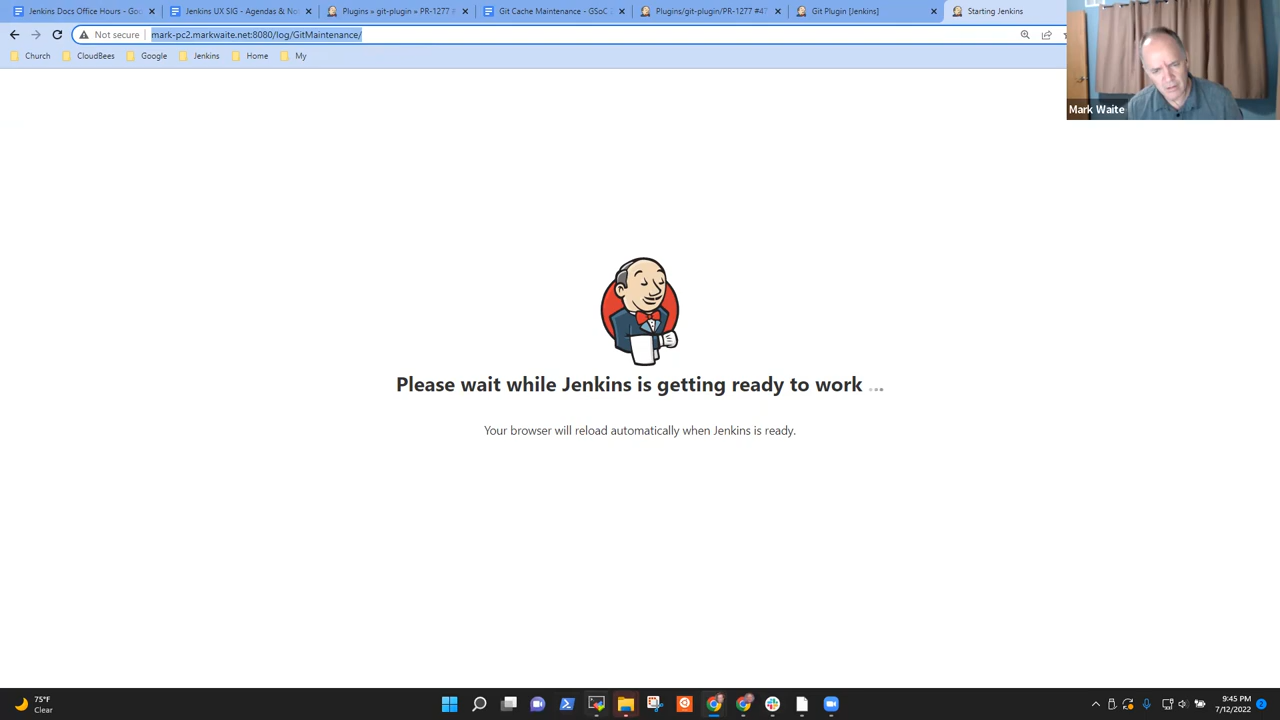 Jenkins Docs Office Hours - Goo
Jenkins UX SIG - Agendas & No
Plugins » git-plugin » PR-1277 #
Git Cache Maintenance - GSoC
Plugins/git-plugin/PR-1277 #47
Git Plugin [Jenkins]
Starting Jenkins
Not secure
mark-pc2.markwaite.net:8080/log/GitMaintenance/
Church
CloudBees
Google
Jenkins
Home
My
Mark Waite
Please wait while Jenkins is getting ready to work ...
Your browser will reload automatically when Jenkins is ready.
75°F
Clear
9:45 PM
7/12/2022
2